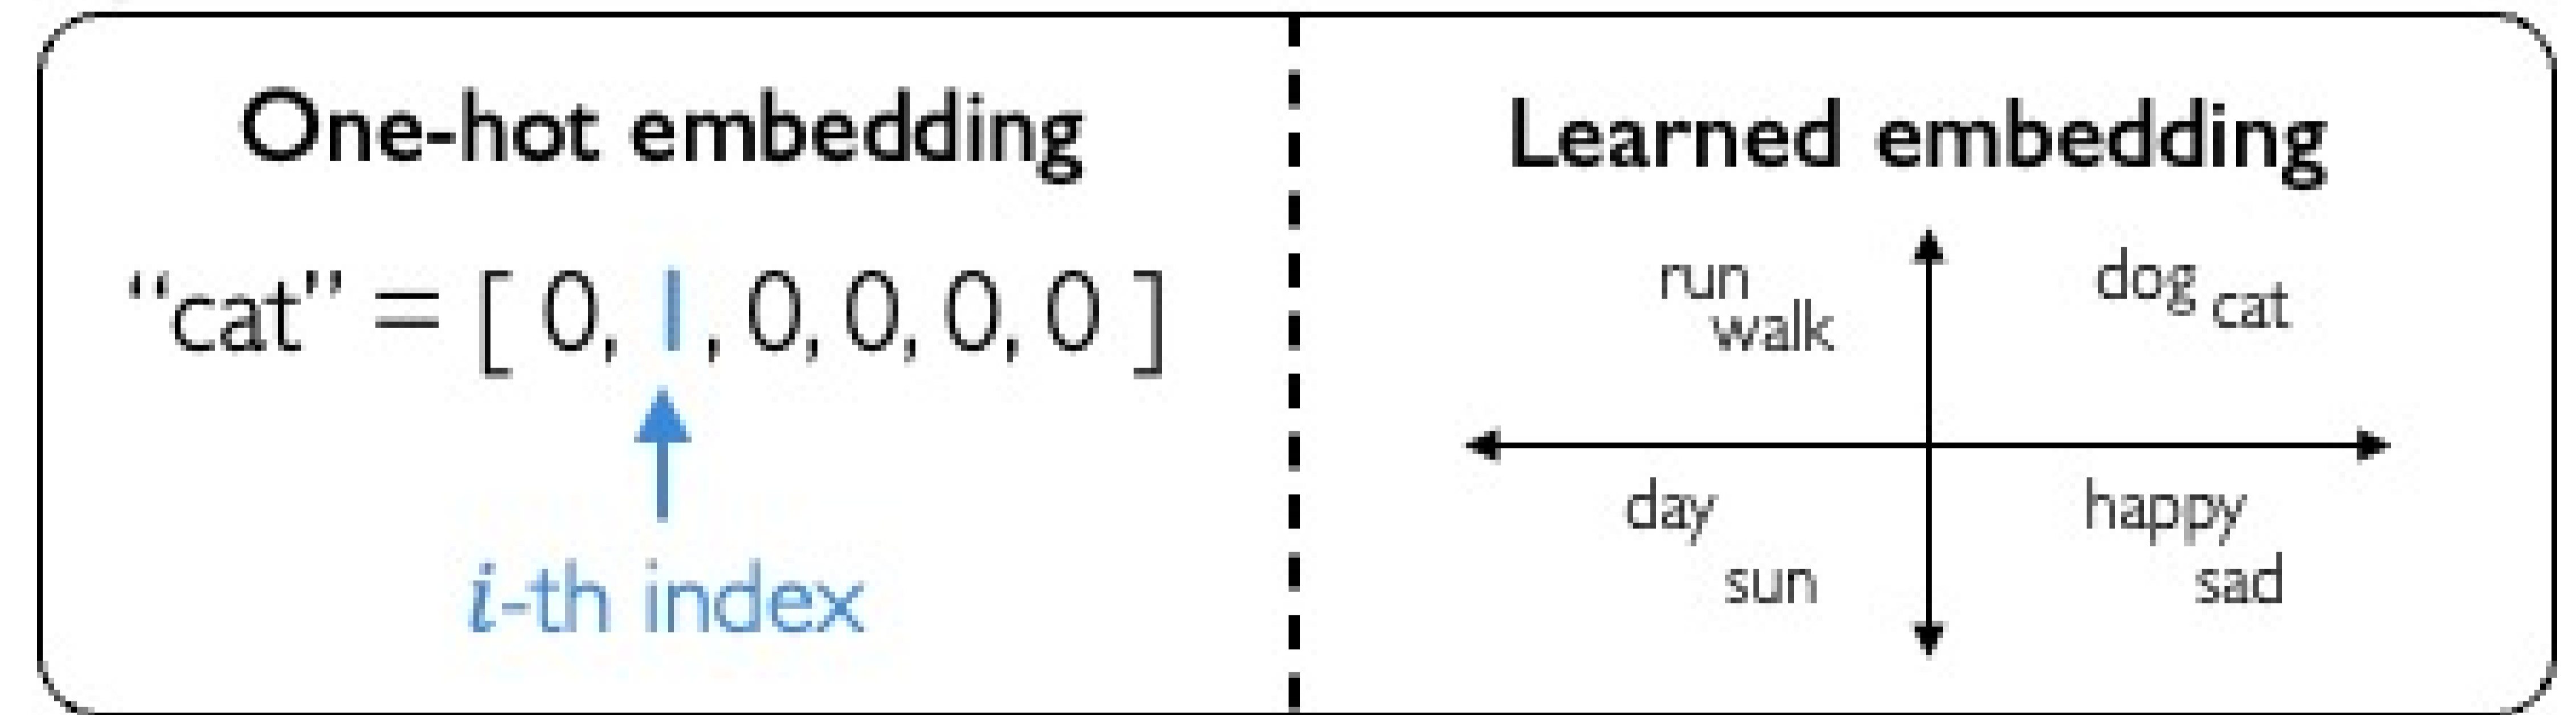 One-hot embedding
“cat” = [ 0, 1, 0, 0, 0, 0 ]
i-th index
Learned embedding
run
walk
dog
cat
day
sun
happy
sad